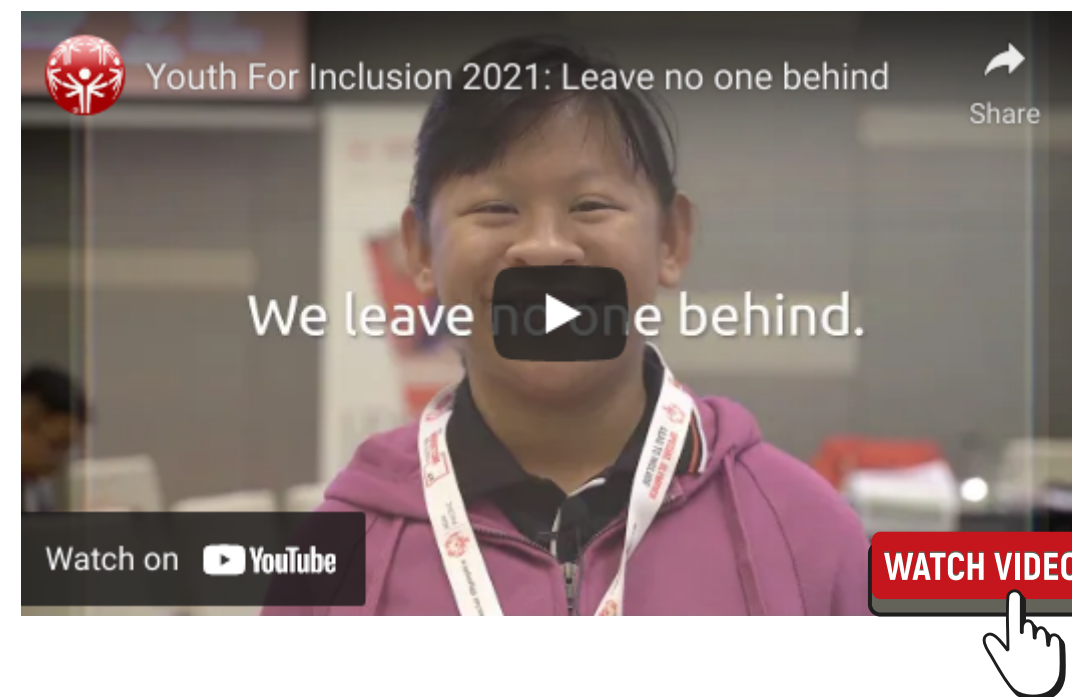 Youth For Inclusion 2021: Leave no one behind
Share
We leave no one behind.
Watch on YouTube
WATCH VIDEO